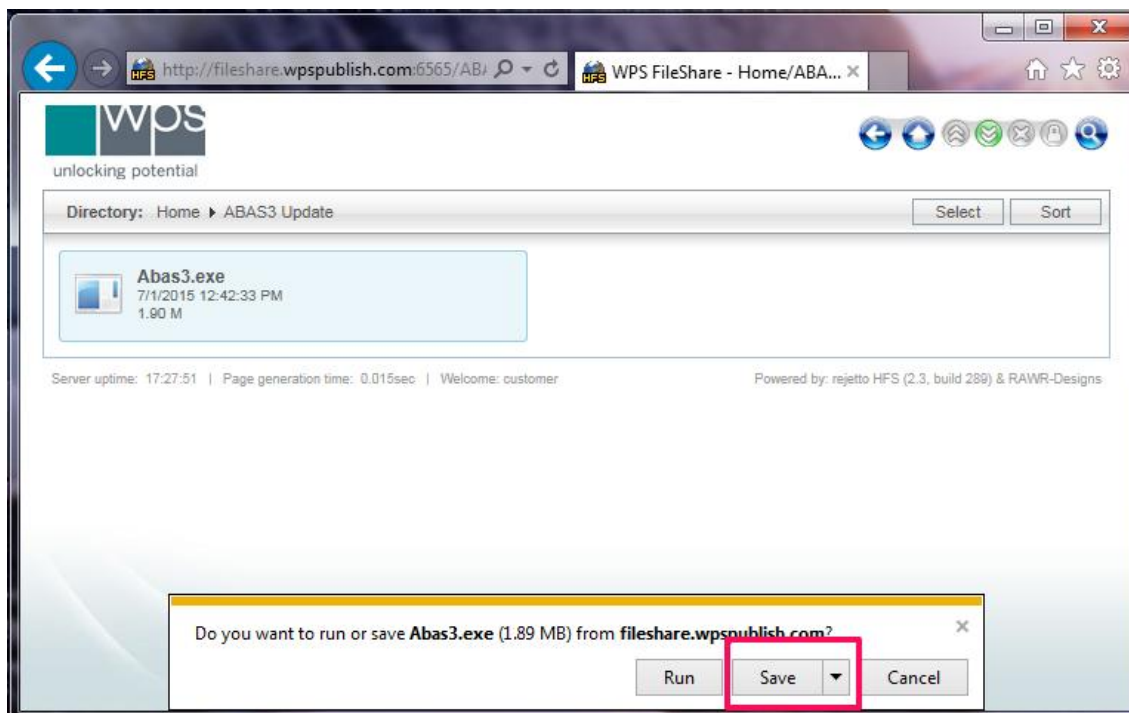 http://fileshare.wpspublish.com:6565/AB
HFS
WPS FileShare - Home/ABA...
wps
unlocking potential
Directory: Home ABAS3 Update
Select
Sort
Abas3.exe
7/1/2015 12:42:33 PM
1.90 M
Server uptime: 17:27:51 | Page generation time: 0.015sec | Welcome: customer
Powered by: rejetto HFS (2.3, build 289) & RAWR-Designs
Do you want to run or save Abas3.exe (1.89 MB) from fileshare.wpspublish.com?
Run
Save
Cancel